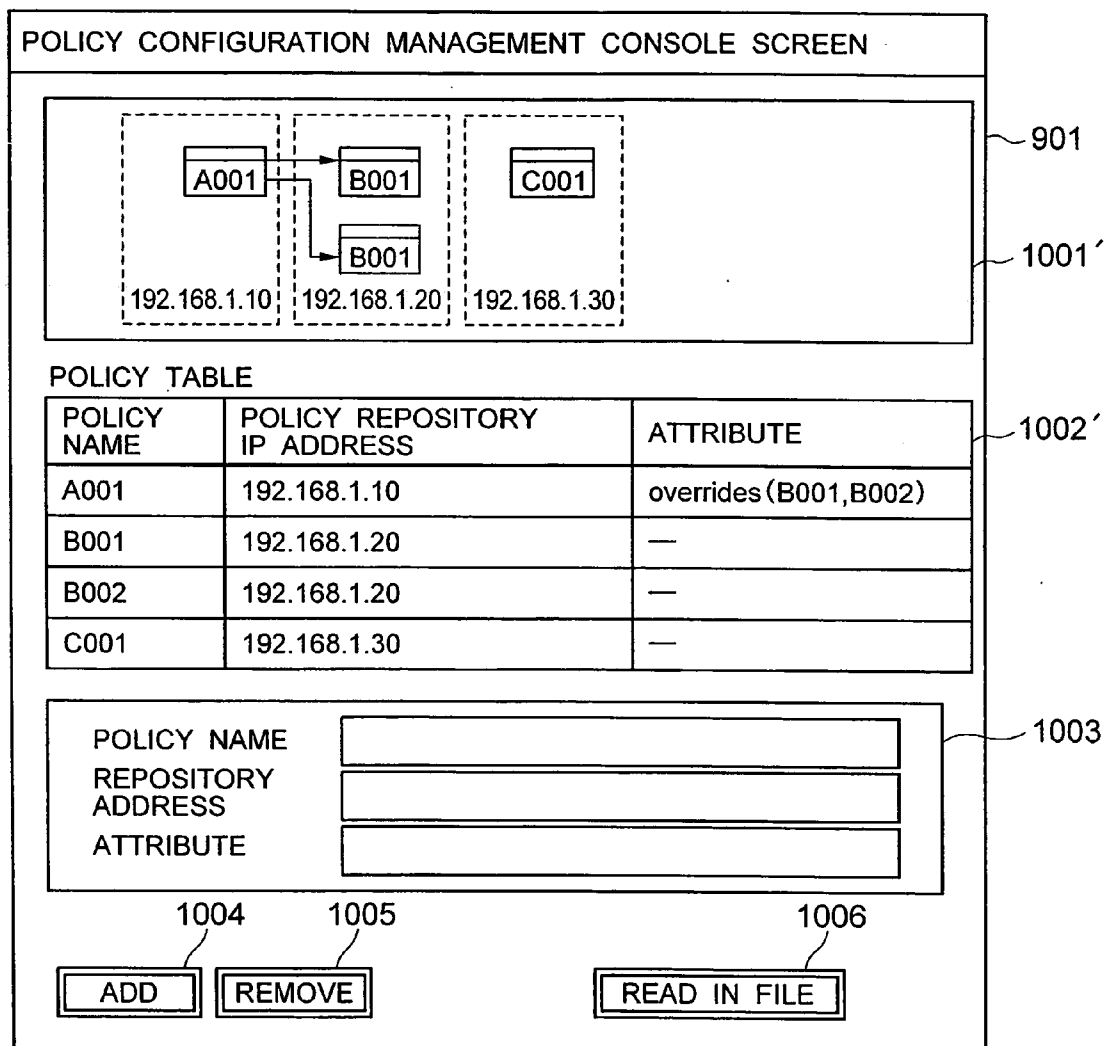 POLICY CONFIGURATION MANAGEMENT CONSOLE SCREEN
901
A001 B001 C001
B001
1001′
192.168.1.10 192.168.1.20 192.168.1.30
POLICY TABLE
POLICY NAME POLICY REPOSITORY IP ADDRESS ATTRIBUTE
1002′
A001 192.168.1.10 overrides(B001,B002)
B001 192.168.1.20 —
B002 192.168.1.20 —
C001 192.168.1.30 —
1003
POLICY NAME
REPOSITORY
ADDRESS
ATTRIBUTE
1004 1005 1006
ADD REMOVE READ IN FILE